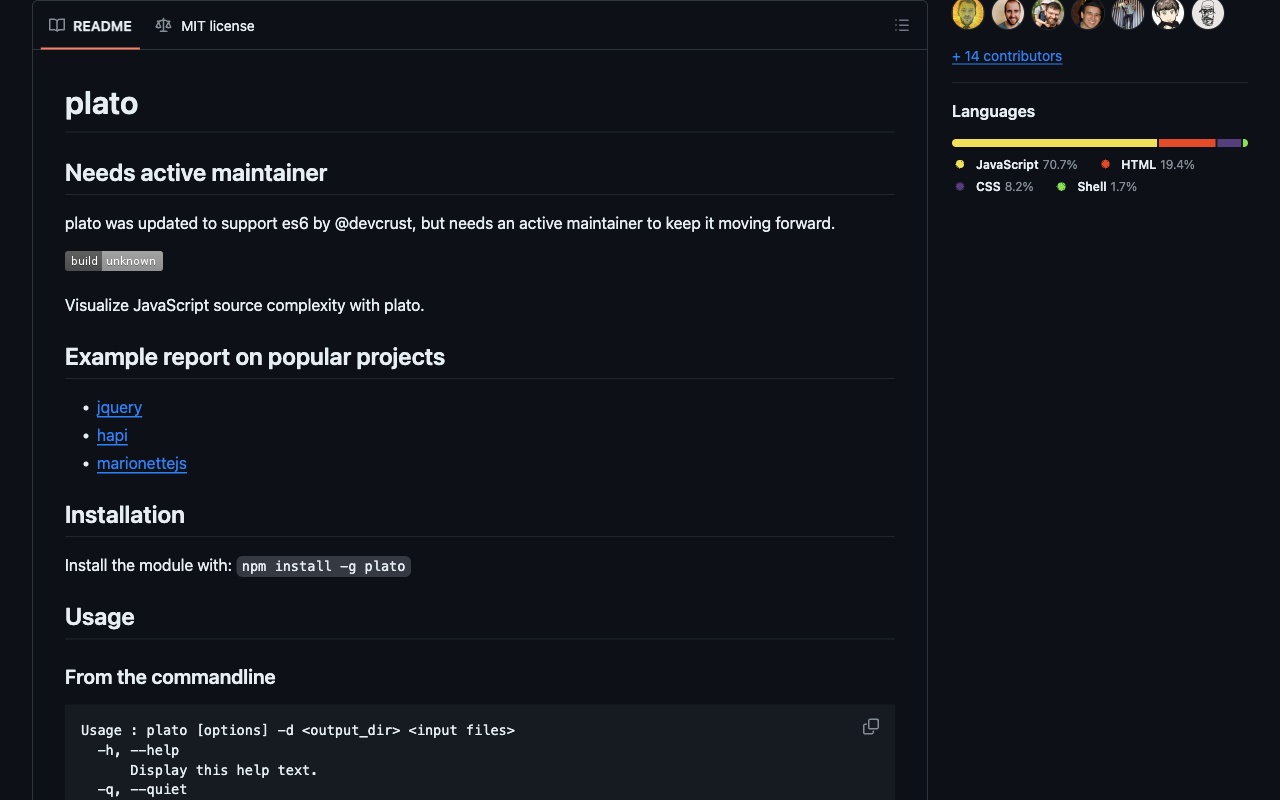 README
MIT license
plato
Needs active maintainer
plato was updated to support es6 by @devcrust, but needs an active maintainer to keep it moving forward.
build unknown
Visualize JavaScript source complexity with plato.
Example report on popular projects
• jquery
• hapi
• marionettejs
Installation
Install the module with: npm install -g plato
Usage
From the commandline
Usage : plato [options] -d <output_dir> <input files>
  -h, --help
      Display this help text.
  -q, --quiet
+ 14 contributors
Languages
JavaScript 70.7%
HTML 19.4%
CSS 8.2%
Shell 1.7%